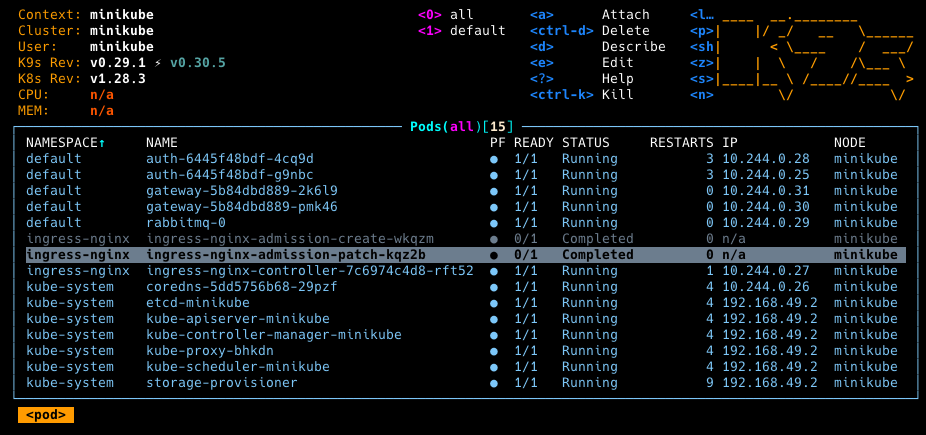 Context: minikube <0> all <a> Attach <l…
Cluster: minikube <1> default <ctrl-d> Delete <p>
User: minikube <d> Describe <sh
K9s Rev: v0.29.1 ⚡ v0.30.5 <e> Edit <z>
K8s Rev: v1.28.3 <?> Help <s>
CPU: n/a <ctrl-k> Kill <n>
MEM: n/a
Pods(all)[15]
NAMESPACE↑ NAME PF READY STATUS RESTARTS IP NODE
default auth-6445f48bdf-4cq9d ● 1/1 Running 3 10.244.0.28 minikube
default auth-6445f48bdf-g9nbc ● 1/1 Running 3 10.244.0.25 minikube
default gateway-5b84dbd889-2k6l9 ● 1/1 Running 0 10.244.0.31 minikube
default gateway-5b84dbd889-pmk46 ● 1/1 Running 0 10.244.0.30 minikube
default rabbitmq-0 ● 1/1 Running 0 10.244.0.29 minikube
ingress-nginx ingress-nginx-admission-create-wkqzm ● 0/1 Completed 0 n/a minikube
ingress-nginx ingress-nginx-admission-patch-kqz2b ● 0/1 Completed 0 n/a minikube
ingress-nginx ingress-nginx-controller-7c6974c4d8-rft52 ● 1/1 Running 1 10.244.0.27 minikube
kube-system coredns-5dd5756b68-29pzf ● 1/1 Running 4 10.244.0.26 minikube
kube-system etcd-minikube ● 1/1 Running 4 192.168.49.2 minikube
kube-system kube-apiserver-minikube ● 1/1 Running 4 192.168.49.2 minikube
kube-system kube-controller-manager-minikube ● 1/1 Running 4 192.168.49.2 minikube
kube-system kube-proxy-bhkdn ● 1/1 Running 4 192.168.49.2 minikube
kube-system kube-scheduler-minikube ● 1/1 Running 4 192.168.49.2 minikube
kube-system storage-provisioner ● 1/1 Running 9 192.168.49.2 minikube
<pod>